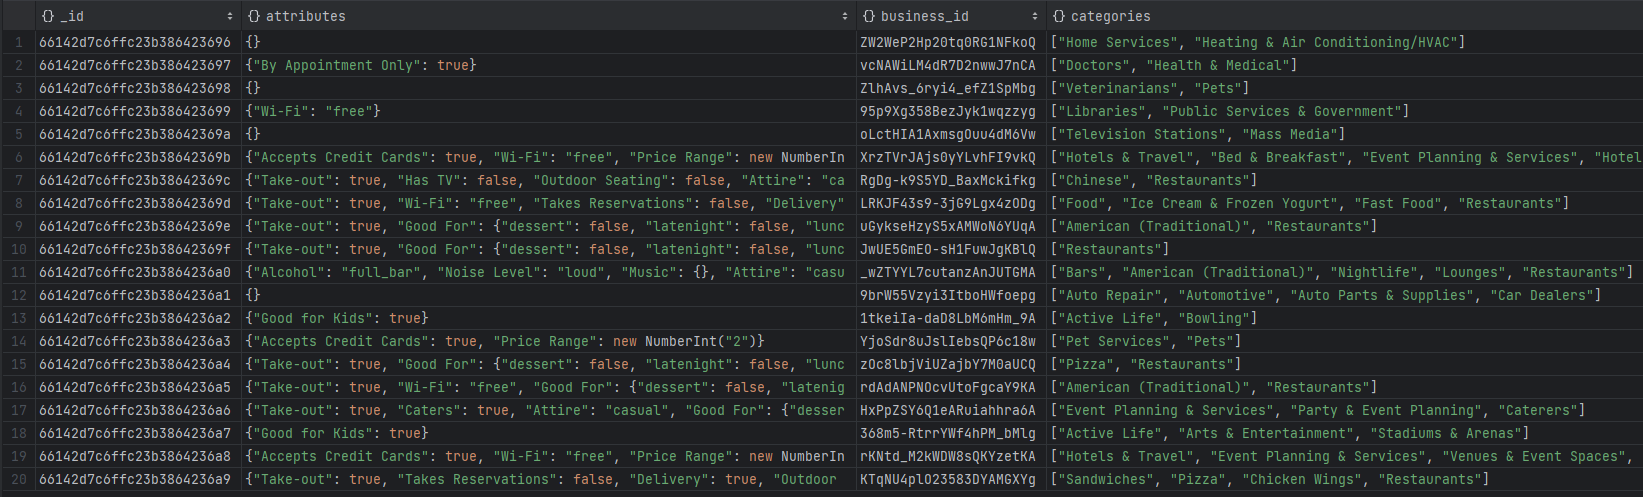 {} _id {} attributes {} business_id {} categories
1 66142d7c6ffc23b386423696 {} ZW2WeP2Hp20tq0RG1NFkoQ ["Home Services", "Heating & Air Conditioning/HVAC"]
2 66142d7c6ffc23b386423697 {"By Appointment Only": true} vcNAWiLM4dR7D2nwwJ7nCA ["Doctors", "Health & Medical"]
3 66142d7c6ffc23b386423698 {} ZlhAvs_6ryi4_efZ1SpMbg ["Veterinarians", "Pets"]
4 66142d7c6ffc23b386423699 {"Wi-Fi": "free"} 95p9Xg358BezJyk1wqzzyg ["Libraries", "Public Services & Government"]
5 66142d7c6ffc23b38642369a {} oLctHIA1AxmsgOuu4dM6Vw ["Television Stations", "Mass Media"]
6 66142d7c6ffc23b38642369b {"Accepts Credit Cards": true, "Wi-Fi": "free", "Price Range": new NumberIn XrzTVrJAjs0yYLvhFI9vkQ ["Hotels & Travel", "Bed & Breakfast", "Event Planning & Services", "Hotel
7 66142d7c6ffc23b38642369c {"Take-out": true, "Has TV": false, "Outdoor Seating": false, "Attire": "ca RgDg-k9S5YD_BaxMckifkg ["Chinese", "Restaurants"]
8 66142d7c6ffc23b38642369d {"Take-out": true, "Wi-Fi": "free", "Takes Reservations": false, "Delivery" LRKJF43s9-3jG9Lgx4zODg ["Food", "Ice Cream & Frozen Yogurt", "Fast Food", "Restaurants"]
9 66142d7c6ffc23b38642369e {"Take-out": true, "Good For": {"dessert": false, "latenight": false, "lunc uGykseHzyS5xAMWoN6YUqA ["American (Traditional)", "Restaurants"]
10 66142d7c6ffc23b38642369f {"Take-out": true, "Good For": {"dessert": false, "latenight": false, "lunc JwUE5GmEO-sH1FuwJgKBlQ ["Restaurants"]
11 66142d7c6ffc23b3864236a0 {"Alcohol": "full_bar", "Noise Level": "loud", "Music": {}, "Attire": "casu _wZTYYL7cutanzAnJUTGMA ["Bars", "American (Traditional)", "Nightlife", "Lounges", "Restaurants"]
12 66142d7c6ffc23b3864236a1 {} 9brW55Vzyi3ItboHWfoepg ["Auto Repair", "Automotive", "Auto Parts & Supplies", "Car Dealers"]
13 66142d7c6ffc23b3864236a2 {"Good for Kids": true} 1tkeiIa-daD8LbM6mHm_9A ["Active Life", "Bowling"]
14 66142d7c6ffc23b3864236a3 {"Accepts Credit Cards": true, "Price Range": new NumberInt("2")} YjoSdr8uJslIebsQP6c18w ["Pet Services", "Pets"]
15 66142d7c6ffc23b3864236a4 {"Take-out": true, "Good For": {"dessert": false, "latenight": false, "lunc zOc8lbjViUZajbY7M0aUCQ ["Pizza", "Restaurants"]
16 66142d7c6ffc23b3864236a5 {"Take-out": true, "Wi-Fi": "free", "Good For": {"dessert": false, "latenig rdAdANPNOcvUtoFgcaY9KA ["American (Traditional)", "Restaurants"]
17 66142d7c6ffc23b3864236a6 {"Take-out": true, "Caters": true, "Attire": "casual", "Good For": {"desser HxPpZSY6Q1eARuiahhra6A ["Event Planning & Services", "Party & Event Planning", "Caterers"]
18 66142d7c6ffc23b3864236a7 {"Good for Kids": true} 368m5-RtrrYWf4hPM_bMlg ["Active Life", "Arts & Entertainment", "Stadiums & Arenas"]
19 66142d7c6ffc23b3864236a8 {"Accepts Credit Cards": true, "Wi-Fi": "free", "Price Range": new NumberIn rKNtd_M2kWDW8sQKYzetKA ["Hotels & Travel", "Event Planning & Services", "Venues & Event Spaces",
20 66142d7c6ffc23b3864236a9 {"Take-out": true, "Takes Reservations": false, "Delivery": true, "Outdoor KTqNU4plO23583DYAMGXYg ["Sandwiches", "Pizza", "Chicken Wings", "Restaurants"]